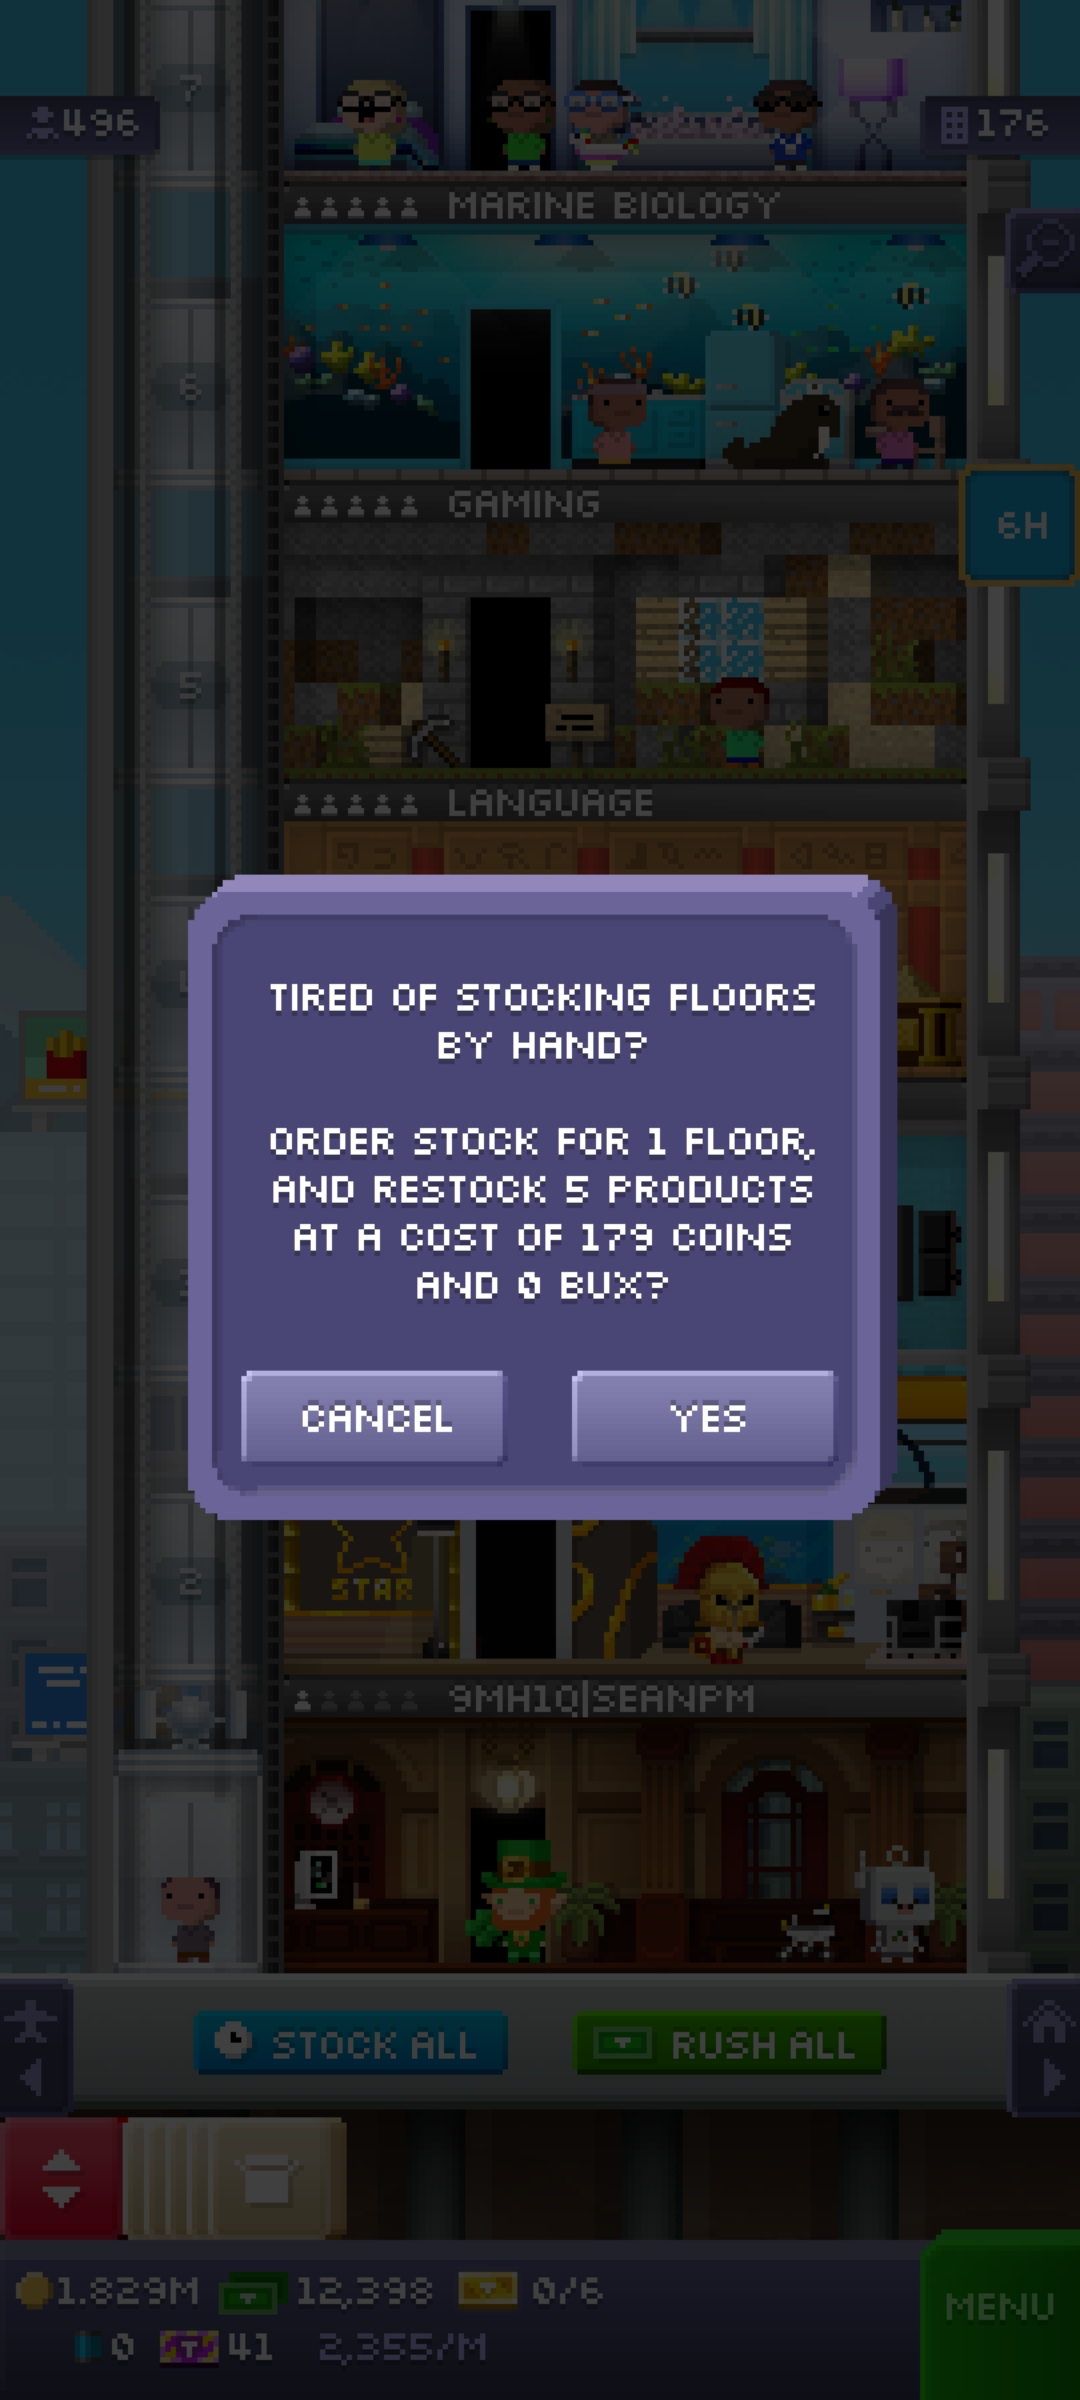 7
496
176
MARINE BIOLOGY
6
GAMING
6H
5
LANGUAGE
TIRED OF STOCKING FLOORS
BY HAND?
ORDER STOCK FOR 1 FLOOR,
AND RESTOCK 5 PRODUCTS
AT A COST OF 179 COINS
AND 0 BUX?
CANCEL
YES
STAR
2
9MH1Q|SEANPM
STOCK ALL
RUSH ALL
1.829M
12,398
0/6
MENU
0
41
2,355/M